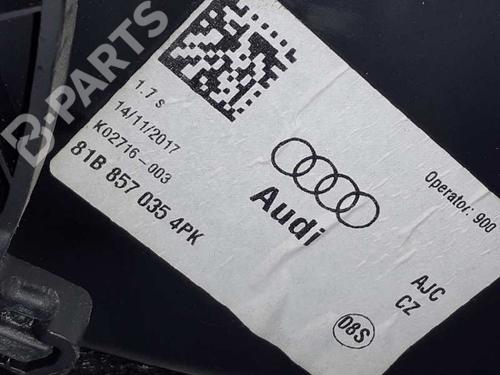 B-PARTS
1.7 s
14/11/2017
K02716-003
81B 857 035 4PK
Audi
Operator: 900
AJC
CZ
08S